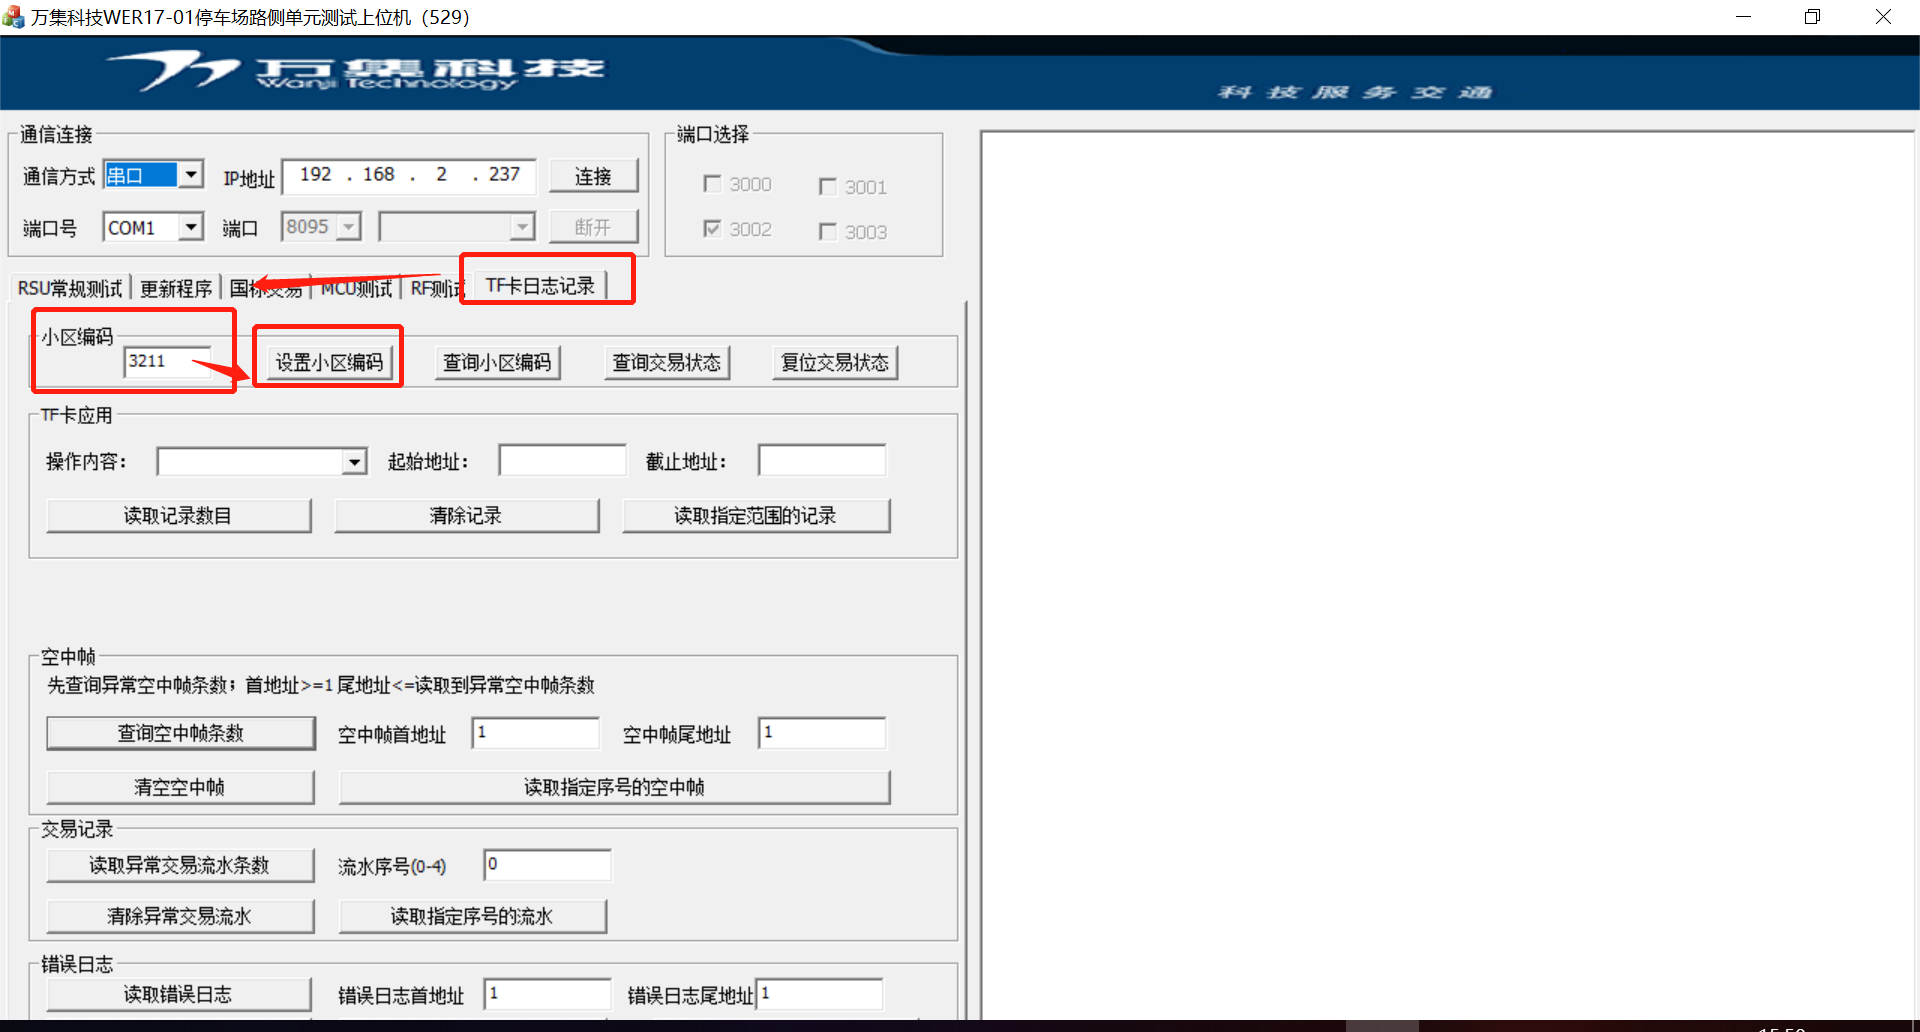 万集科技WER17-01停车场路侧单元测试上位机（529）
万集科技
Wanji Technology
科技服务交通
通信连接
通信方式 串口 IP地址 192 . 168 . 2 . 237 连接
端口号 COM1 端口 8095 断开
端口选择
3000 3001
3002 3003
RSU常规测试 更新程序 国标交易 MCU测试 RF测试 TF卡日志记录
小区编码
3211 设置小区编码 查询小区编码 查询交易状态 复位交易状态
TF卡应用
操作内容： 起始地址： 截止地址：
读取记录数目 清除记录 读取指定范围的记录
空中帧
先查询异常空中帧条数；首地址>=1 尾地址<=读取到异常空中帧条数
查询空中帧条数 空中帧首地址 1 空中帧尾地址 1
清空空中帧 读取指定序号的空中帧
交易记录
读取异常交易流水条数 流水序号(0-4) 0
清除异常交易流水 读取指定序号的流水
错误日志
读取错误日志 错误日志首地址 1 错误日志尾地址 1